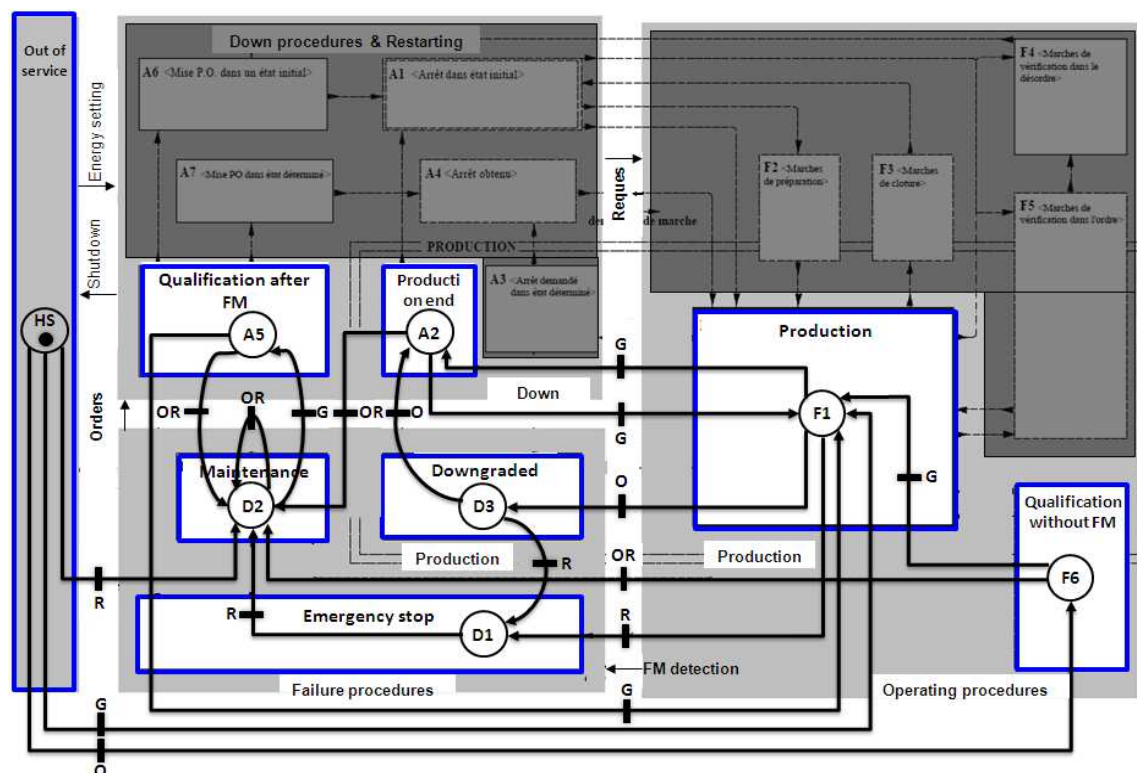 Out of
service
HS
Energy setting
Shutdown
Orders
Down procedures & Restarting
A6 <Mise P.O. dans un état initial>
A1 <Arrêt dans état initial>
A7 <Mise PO dans état déterminé>
A4 <Arrêt obtenu>
PRODUCTION
A3 <Arrêt demandé
dans état déterminé>
Reques
de marche
F4 <Marches de
vérification dans le
désordre>
F2 <Marches
de préparation>
F3 <Marches
de cloture>
F5 <Marches de
vérification dans l'ordre>
Qualification after
FM
A5
Producti
on end
A2
Production
F1
G
Down
G
OR
OR
G
OR
O
Maintenance
D2
Downgraded
D3
O
G
Qualification
without FM
F6
Production
Production
R
OR
R
R
Emergency stop
D1
R
FM detection
Failure procedures
Operating procedures
G
G
O